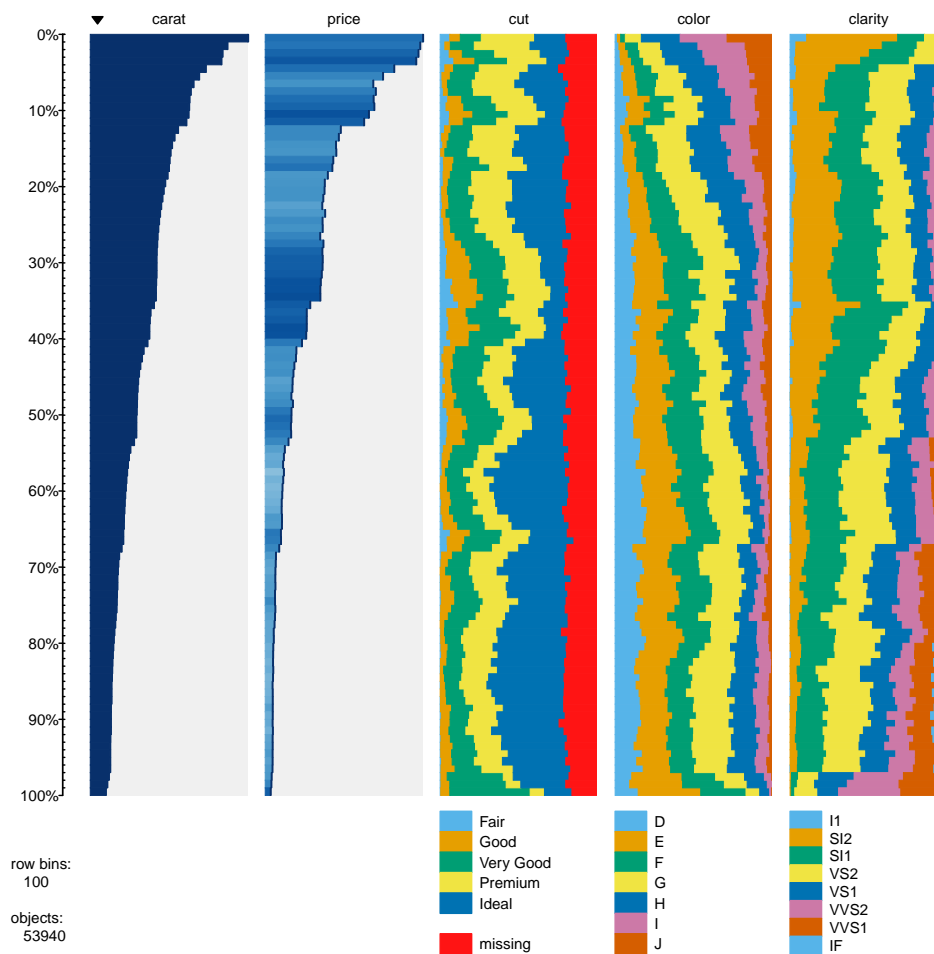 carat price cut color clarity
0%
10%
20%
30%
40%
50%
60%
70%
80%
90%
100%
row bins:
100
objects:
53940
Fair
Good
Very Good
Premium
Ideal
missing
D
E
F
G
H
I
J
I1
SI2
SI1
VS2
VS1
VVS2
VVS1
IF